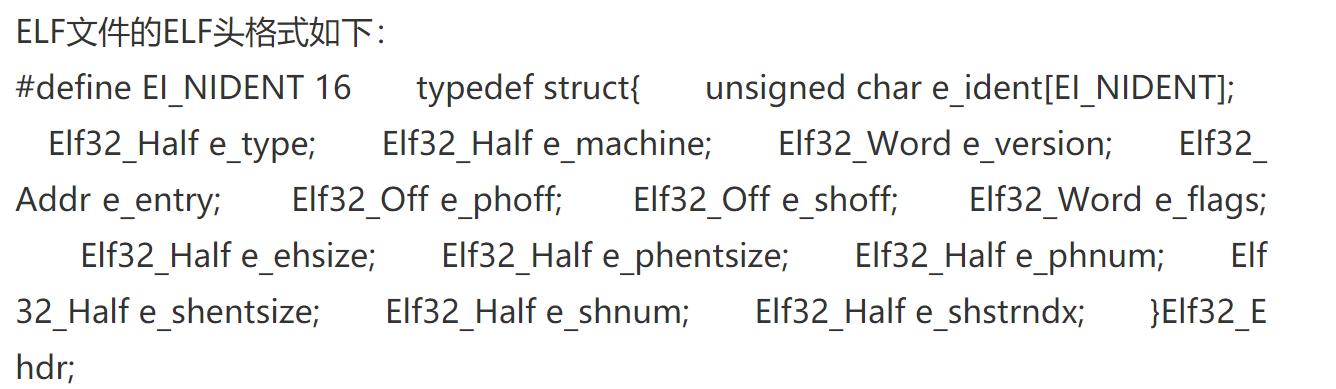 ELF文件的ELF头格式如下：
#define EI_NIDENT 16 typedef struct{ unsigned char e_ident[EI_NIDENT];
Elf32_Half e_type; Elf32_Half e_machine; Elf32_Word e_version; Elf32_
Addr e_entry; Elf32_Off e_phoff; Elf32_Off e_shoff; Elf32_Word e_flags;
Elf32_Half e_ehsize; Elf32_Half e_phentsize; Elf32_Half e_phnum; Elf
32_Half e_shentsize; Elf32_Half e_shnum; Elf32_Half e_shstrndx; }Elf32_E
hdr;